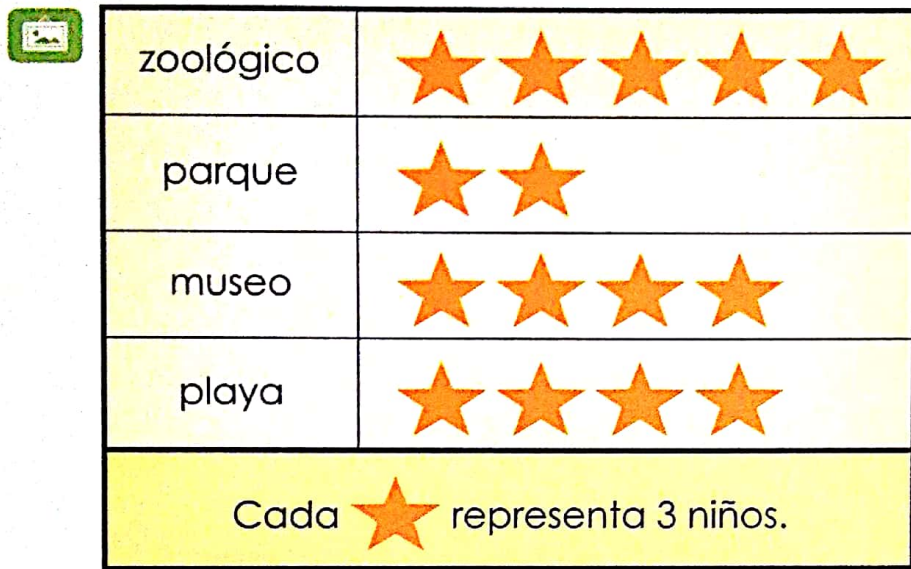 zoológico
parque
museo
playa
Cada representa 3 niños.